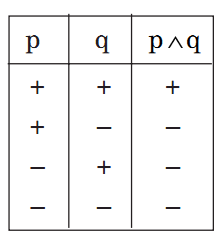 p q p∧q
+ + +
+ − −
− + −
− − −